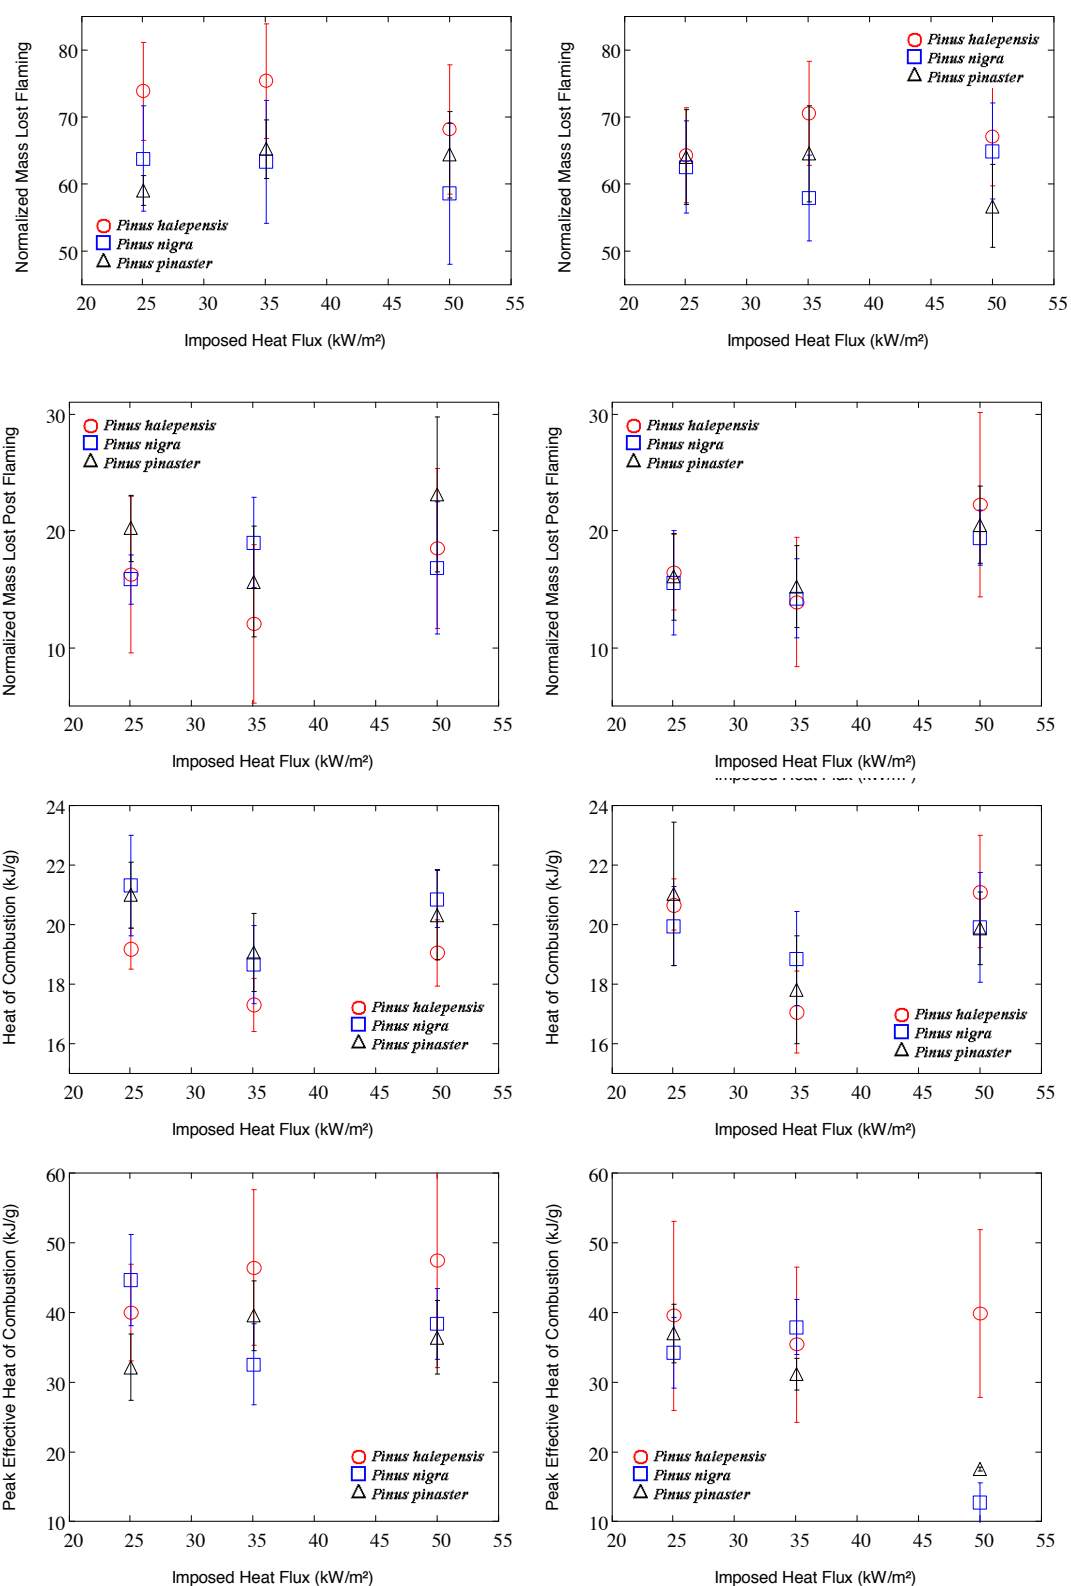 Normalized Mass Lost Flaming
80
70
60
50
Pinus halepensis
Pinus nigra
Pinus pinaster
20 25 30 35 40 45 50 55
Imposed Heat Flux (kW/m²)
Normalized Mass Lost Flaming
80
70
60
50
Pinus halepensis
Pinus nigra
Pinus pinaster
20 25 30 35 40 45 50 55
Imposed Heat Flux (kW/m²)
Normalized Mass Lost Post Flaming
30
20
10
Pinus halepensis
Pinus nigra
Pinus pinaster
20 25 30 35 40 45 50 55
Imposed Heat Flux (kW/m²)
Normalized Mass Lost Post Flaming
30
20
10
Pinus halepensis
Pinus nigra
Pinus pinaster
20 25 30 35 40 45 50 55
Imposed Heat Flux (kW/m²)
Imposed Heat Flux (kW/m²)
Heat of Combustion (kJ/g)
24
22
20
18
16
Pinus halepensis
Pinus nigra
Pinus pinaster
20 25 30 35 40 45 50 55
Imposed Heat Flux (kW/m²)
Heat of Combustion (kJ/g)
24
22
20
18
16
Pinus halepensis
Pinus nigra
Pinus pinaster
20 25 30 35 40 45 50 55
Imposed Heat Flux (kW/m²)
Peak Effective Heat of Combustion (kJ/g)
60
50
40
30
20
10
Pinus halepensis
Pinus nigra
Pinus pinaster
20 25 30 35 40 45 50 55
Imposed Heat Flux (kW/m²)
Peak Effective Heat of Combustion (kJ/g)
60
50
40
30
20
10
Pinus halepensis
Pinus nigra
Pinus pinaster
20 25 30 35 40 45 50 55
Imposed Heat Flux (kW/m²)